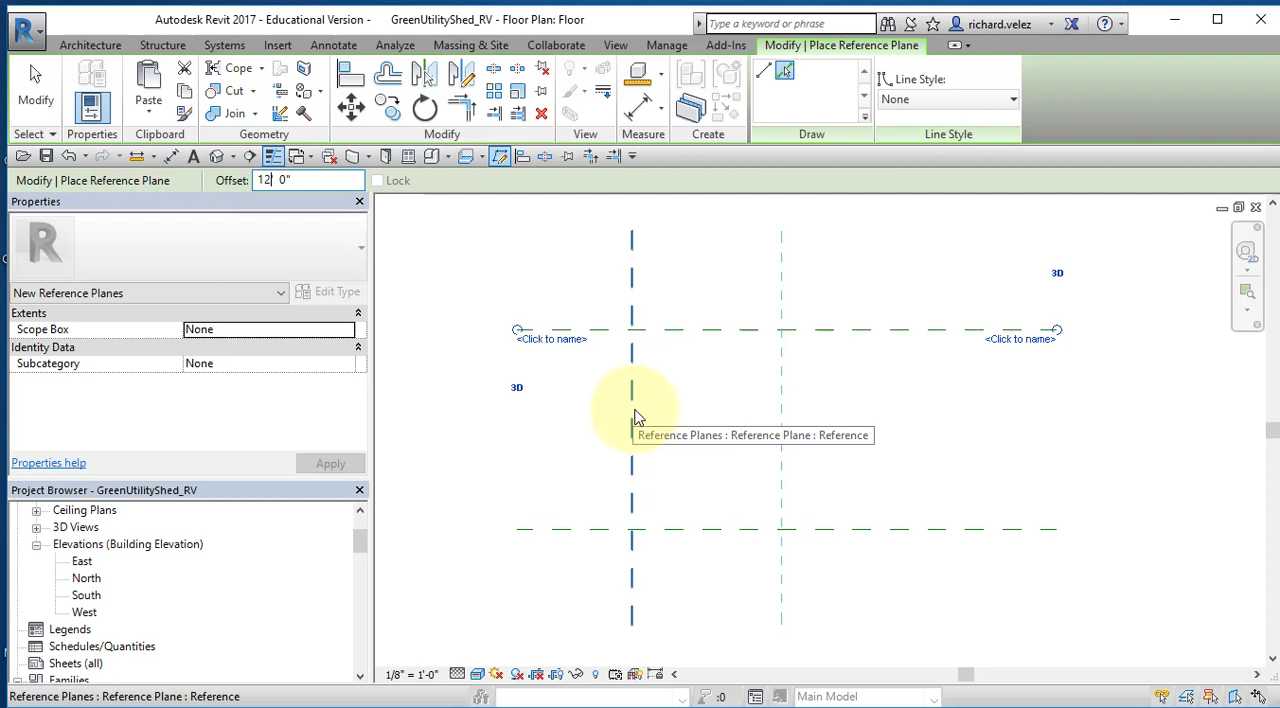 Autodesk Revit 2017 - Educational Version - GreenUtilityShed_RV - Floor Plan: Floor
Type a keyword or phrase
richard.velez
Architecture Structure Systems Insert Annotate Analyze Massing & Site Collaborate View Manage Add-Ins Modify | Place Reference Plane
Modify
Paste
Cope
Cut
Join
Line Style:
None
Select Properties Clipboard Geometry Modify View Measure Create Draw Line Style
Modify | Place Reference Plane Offset: 12' 0" Lock
Properties
New Reference Planes
Edit Type
Extents
Scope Box None
Identity Data
Subcategory None
Properties help
Apply
Project Browser - GreenUtilityShed_RV
Ceiling Plans
3D Views
Elevations (Building Elevation)
East
North
South
West
Legends
Schedules/Quantities
Sheets (all)
Families
3D
<Click to name>
<Click to name>
3D
Reference Planes : Reference Plane : Reference
1/8" = 1'-0"
2D
Reference Planes : Reference Plane : Reference
:0
Main Model